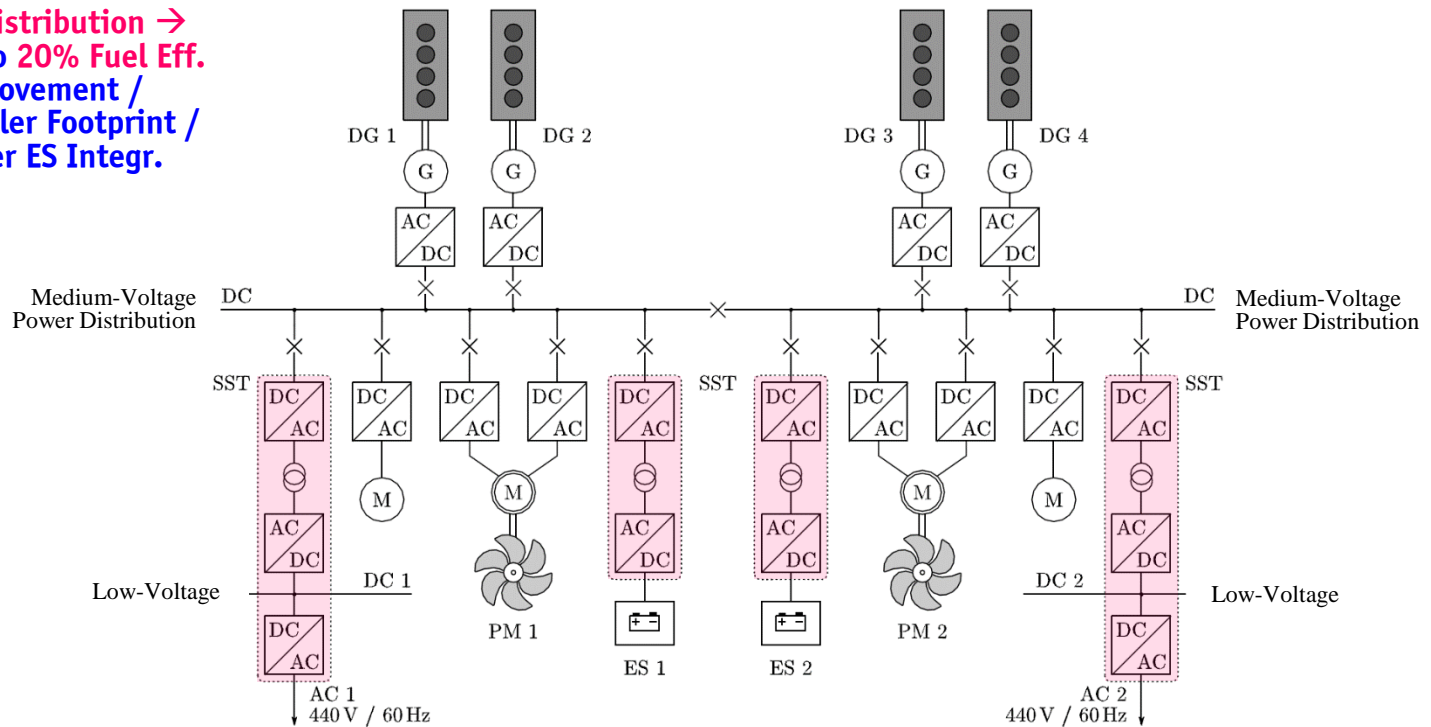 istribution →
20% Fuel Eff.
ovement /
ler Footprint /
er ES Integr.
DG 1
DG 2
DG 3
DG 4
G
G
G
G
AC
DC
AC
DC
AC
DC
AC
DC
Medium-Voltage
Power Distribution
DC
DC
Medium-Voltage
Power Distribution
SST
SST
SST
DC
AC
DC
AC
DC
AC
DC
AC
DC
AC
DC
AC
DC
AC
DC
AC
DC
AC
DC
AC
M
M
M
M
AC
DC
AC
DC
AC
DC
AC
DC
Low-Voltage
DC 1
DC 2
Low-Voltage
PM 1
PM 2
+ −
+ −
ES 1
ES 2
DC
AC
DC
AC
AC 1
440 V / 60 Hz
AC 2
440 V / 60 Hz